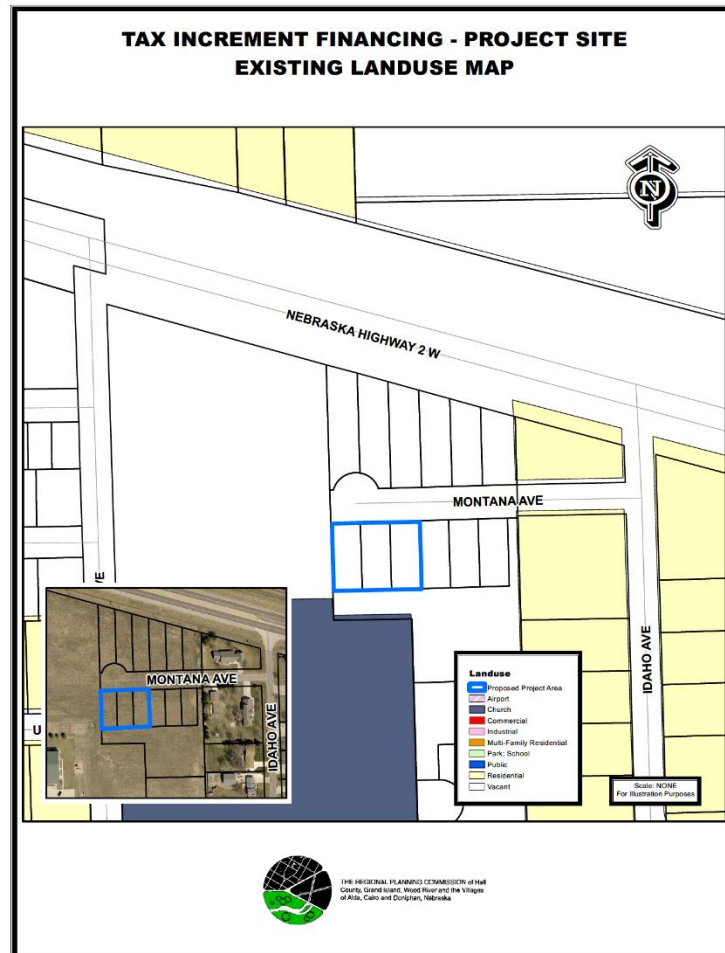 TAX INCREMENT FINANCING - PROJECT SITE
EXISTING LANDUSE MAP
N
NEBRASKA HIGHWAY 2 W
MONTANA AVE
IDAHO AVE
VE
U
MONTANA AVE
IDAHO AVE
Landuse
Proposed Project Area
Airport
Church
Commercial
Industrial
Multi-Family Residential
Park; School
Public
Residential
Vacant
Scale: NONE
For Illustration Purposes
THE REGIONAL PLANNING COMMISSION of Hall
County, Grand Island, Wood River and the Villages
of Alda, Cairo and Doniphan, Nebraska